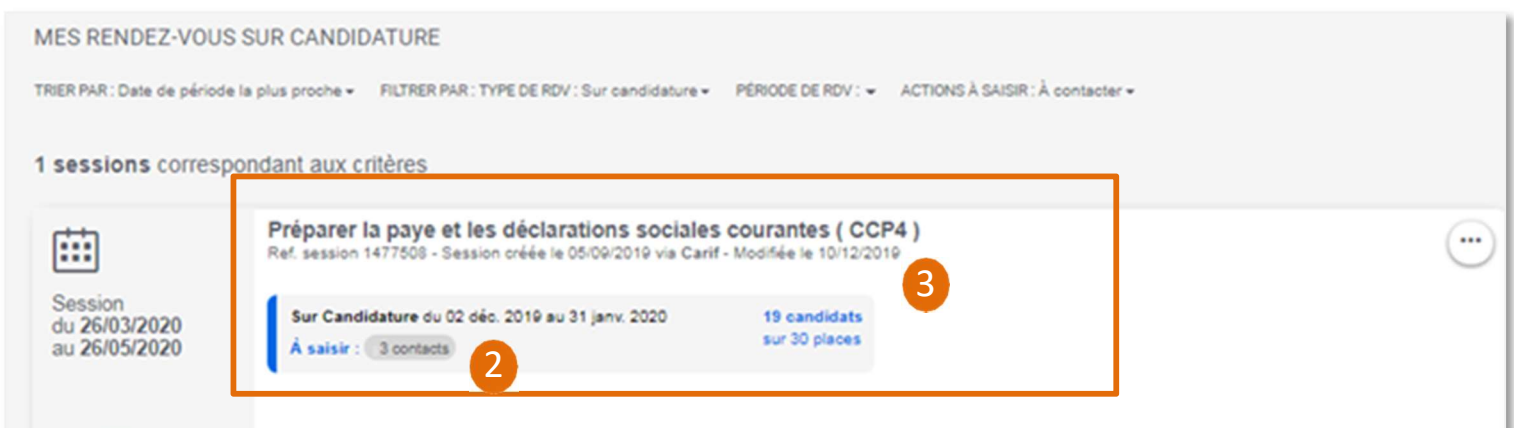 MES RENDEZ-VOUS SUR CANDIDATURE
TRIER PAR : Date de période la plus proche FILTRER PAR : TYPE DE RDV : Sur candidature PÉRIODE DE RDV : ACTIONS À SAISIR : À contacter
1 sessions correspondant aux critères
Préparer la paye et les déclarations sociales courantes ( CCP4 )
Ref. session 1477508 - Session créée le 05/09/2019 via Carif - Modifiée le 10/12/2019
3
Session
du 26/03/2020
au 26/05/2020
Sur Candidature du 02 déc. 2019 au 31 janv. 2020
19 candidats
sur 30 places
À saisir : 3 contacts
2